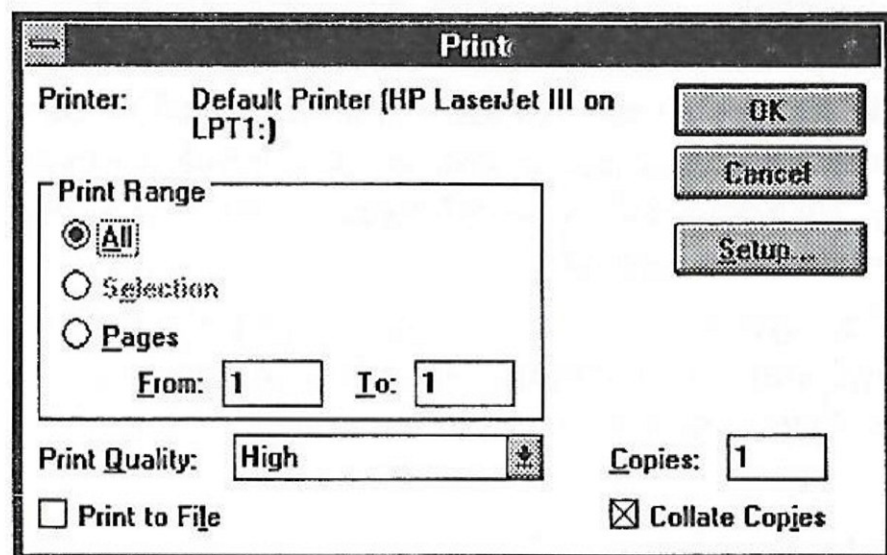 Print
Printer: Default Printer (HP LaserJet III on
LPT1:)
OK
Cancel
Setup...
Print Range
All
Selection
Pages
From: 1 To: 1
Print Quality: High
Copies: 1
Print to File
Collate Copies